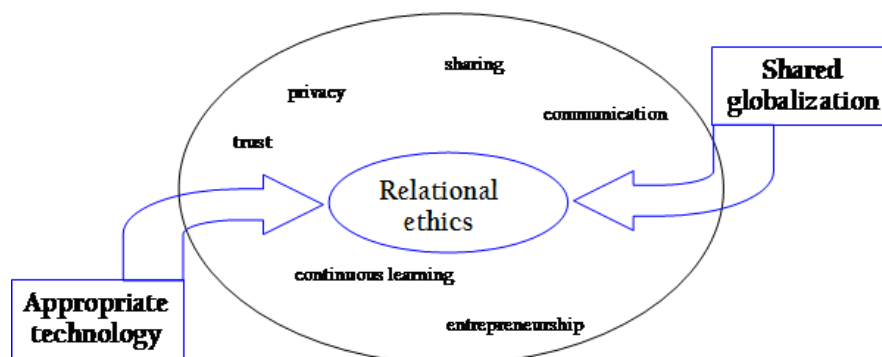 sharing
Shared
globalization
privacy
communication
trust
Relational
ethics
continuous learning
Appropriate
technology
entrepreneurship